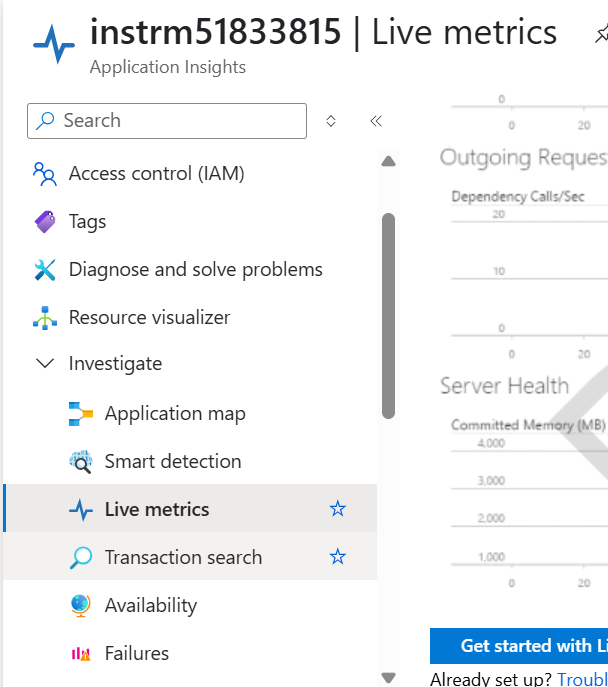 instrm51833815 | Live metrics
Application Insights
Search
Access control (IAM)
Tags
Diagnose and solve problems
Resource visualizer
Investigate
Application map
Smart detection
Live metrics
Transaction search
Availability
Failures
0
0 20
Outgoing Reques
Dependency Calls/Sec
20
10
0
0 20
Server Health
Committed Memory (MB)
4,000
3,000
2,000
1,000
0 20
Get started with Li
Already set up? Troubl